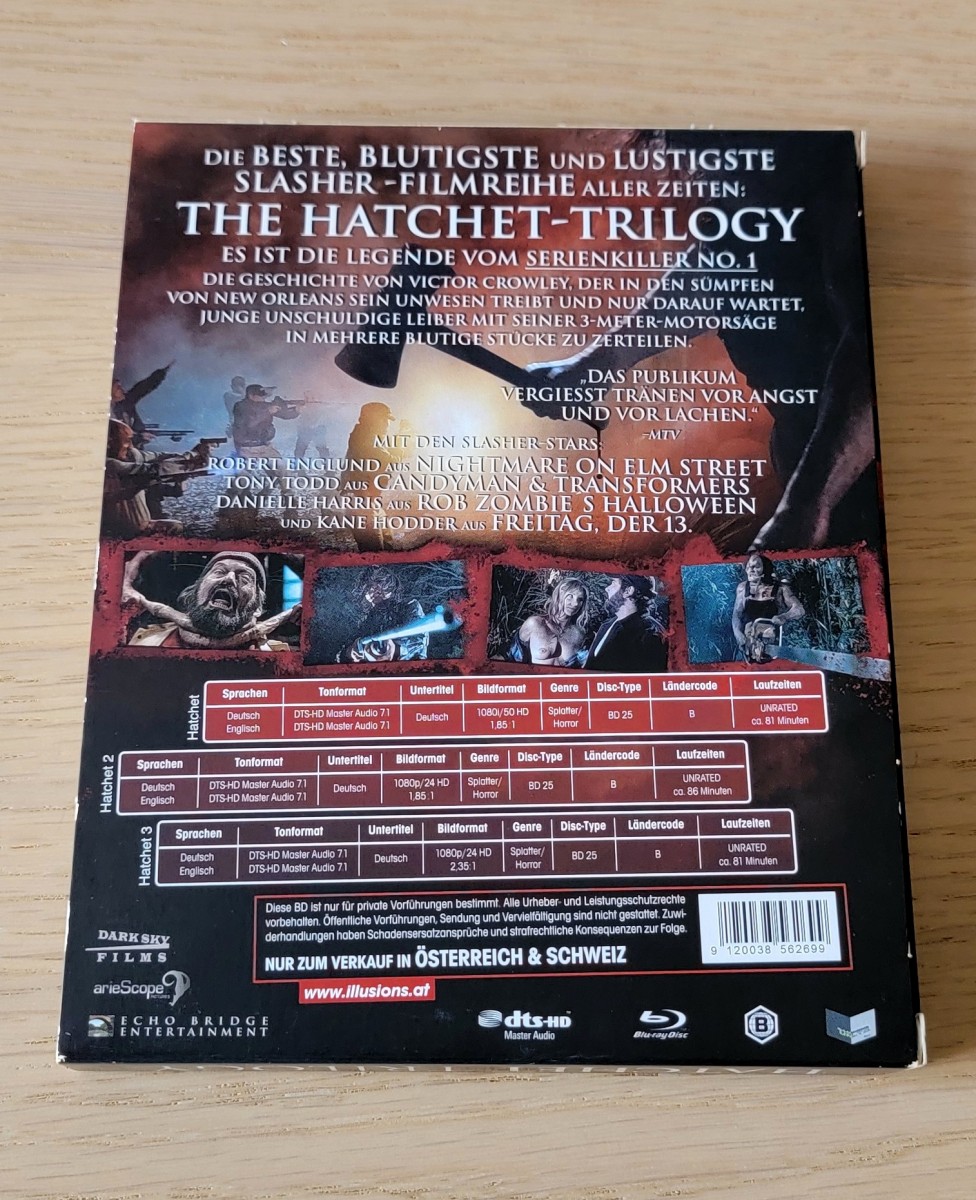 DIE BESTE, BLUTIGSTE UND LUSTIGSTE
SLASHER-FILMREIHE ALLER ZEITEN:
THE HATCHET-TRILOGY
ES IST DIE LEGENDE VOM SERIENKILLER NO. 1
DIE GESCHICHTE VON VICTOR CROWLEY, DER IN DEN SÜMPFEN
VON NEW ORLEANS SEIN UNWESEN TREIBT UND NUR DARAUF WARTET,
JUNGE UNSCHULDIGE LEIBER MIT SEINER 3-METER-MOTORSÄGE
IN MEHRERE BLUTIGE STÜCKE ZU ZERTEILEN.
„DAS PUBLIKUM
VERGIESST TRÄNEN VOR ANGST
UND VOR LACHEN.“
-MTV
MIT DEN SLASHER-STARS:
ROBERT ENGLUND AUS NIGHTMARE ON ELM STREET
TONY TODD AUS CANDYMAN & TRANSFORMERS
DANIELLE HARRIS AUS ROB ZOMBIE´S HALLOWEEN
UND KANE HODDER AUS FREITAG, DER 13.
Hatchet
Sprachen Tonformat Untertitel Bildformat Genre Disc-Type Ländercode Laufzeiten
Deutsch DTS-HD Master Audio 7.1 Deutsch 1080i/50 HD Splatter/ BD 25 B UNRATED
Englisch DTS-HD Master Audio 7.1 1,85:1 Horror ca. 81 Minuten
Hatchet 2
Sprachen Tonformat Untertitel Bildformat Genre Disc-Type Ländercode Laufzeiten
Deutsch DTS-HD Master Audio 7.1 Deutsch 1080p/24 HD Splatter/ BD 25 B UNRATED
Englisch DTS-HD Master Audio 7.1 1,85:1 Horror ca. 86 Minuten
Hatchet 3
Sprachen Tonformat Untertitel Bildformat Genre Disc-Type Ländercode Laufzeiten
Deutsch DTS-HD Master Audio 7.1 Deutsch 1080p/24 HD Splatter/ BD 25 B UNRATED
Englisch DTS-HD Master Audio 7.1 2,35:1 Horror ca. 81 Minuten
Diese BD ist nur für private Vorführungen bestimmt. Alle Urheber- und Leistungsschutzrechte
vorbehalten. Öffentliche Vorführungen, Sendung und Vervielfältigung sind nicht gestattet. Zuwi-
derhandlungen haben Schadensersatzansprüche und strafrechtliche Konsequenzen zur Folge.
NUR ZUM VERKAUF IN ÖSTERREICH & SCHWEIZ
9 120038 562699
www.illusions.at
DARK SKY
FILMS
arieScope
PICTURES
ECHO BRIDGE
ENTERTAINMENT
dts-HD
Master Audio
Blu-ray Disc
B